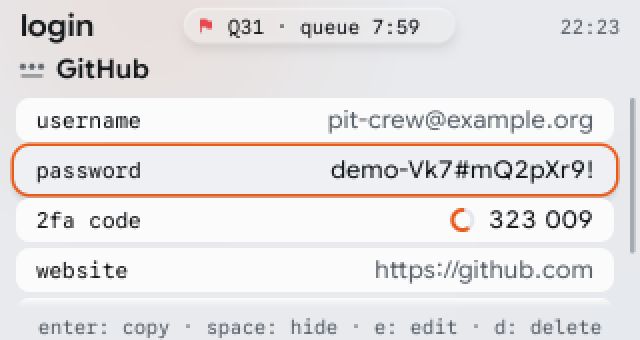 login
Q31 · queue 7:59
22:23
GitHub
username pit-crew@example.org
password demo-Vk7#mQ2pXr9!
2fa code 323 009
website https://github.com
enter: copy · space: hide · e: edit · d: delete